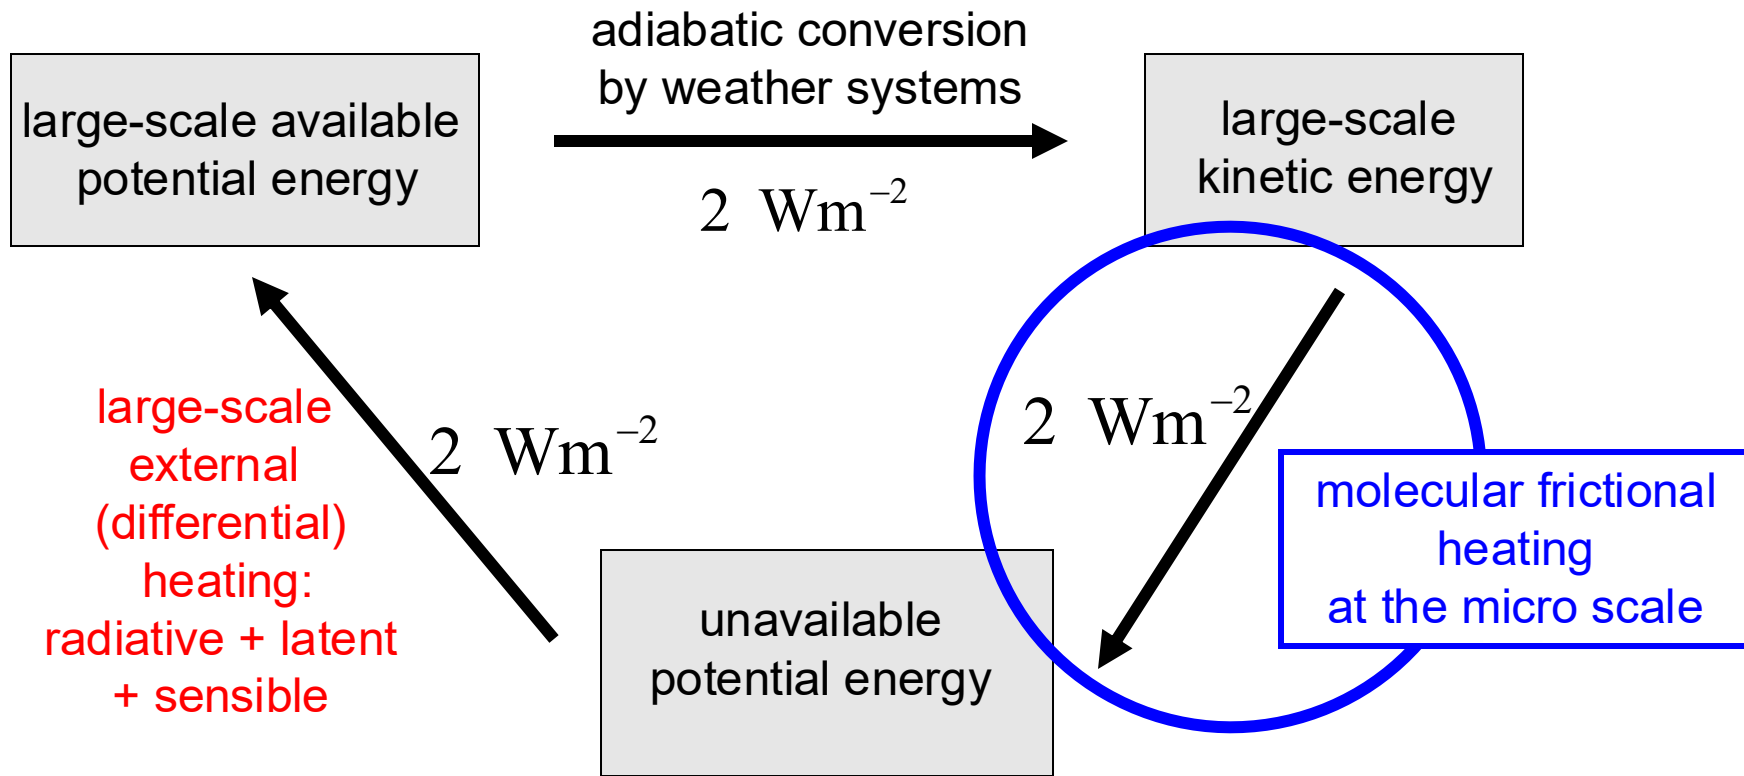 adiabatic conversion
by weather systems
large-scale available
potential energy
2 Wm⁻²
large-scale
kinetic energy
large-scale
external
(differential)
heating:
radiative + latent
+ sensible
2 Wm⁻²
2 Wm⁻²
molecular frictional
heating
at the micro scale
unavailable
potential energy